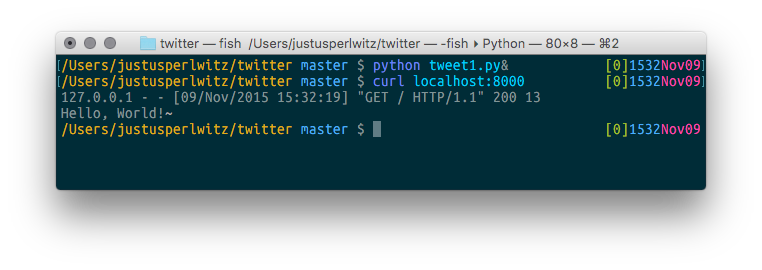 twitter — fish  /Users/justusperlwitz/twitter — -fish ▸ Python — 80×8 — ⌘2
[/Users/justusperlwitz/twitter master $ python tweet1.py& [0]1532Nov09]
[/Users/justusperlwitz/twitter master $ curl localhost:8000 [0]1532Nov09]
127.0.0.1 - - [09/Nov/2015 15:32:19] "GET / HTTP/1.1" 200 13
Hello, World!~
/Users/justusperlwitz/twitter master $ [0]1532Nov09